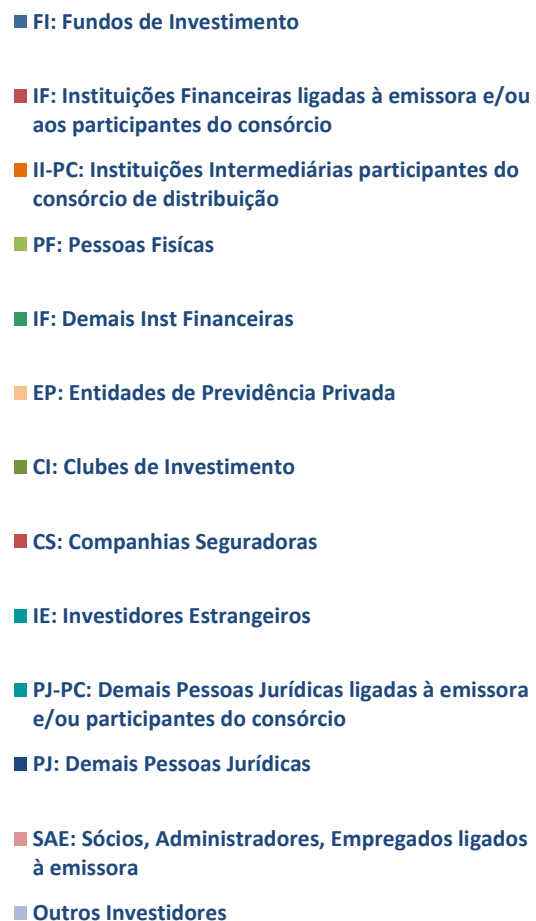 FI: Fundos de Investimento
IF: Instituições Financeiras ligadas à emissora e/ou
aos participantes do consórcio
II-PC: Instituições Intermediárias participantes do
consórcio de distribuição
PF: Pessoas Fisícas
IF: Demais Inst Financeiras
EP: Entidades de Previdência Privada
CI: Clubes de Investimento
CS: Companhias Seguradoras
IE: Investidores Estrangeiros
PJ-PC: Demais Pessoas Jurídicas ligadas à emissora
e/ou participantes do consórcio
PJ: Demais Pessoas Jurídicas
SAE: Sócios, Administradores, Empregados ligados
à emissora
Outros Investidores